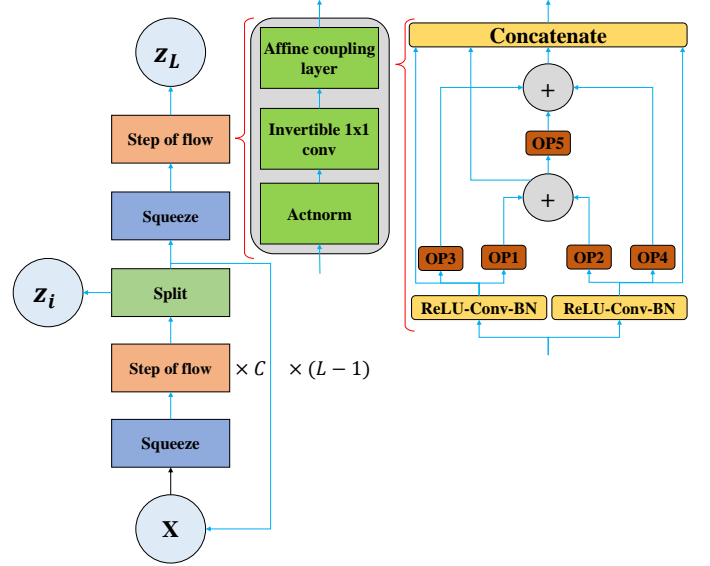 z_L
Step of flow
Squeeze
z_i
Split
Step of flow
× C
× (L − 1)
Squeeze
X
Affine coupling
layer
Invertible 1x1
conv
Actnorm
Concatenate
+
OP5
+
OP3
OP1
OP2
OP4
ReLU-Conv-BN
ReLU-Conv-BN